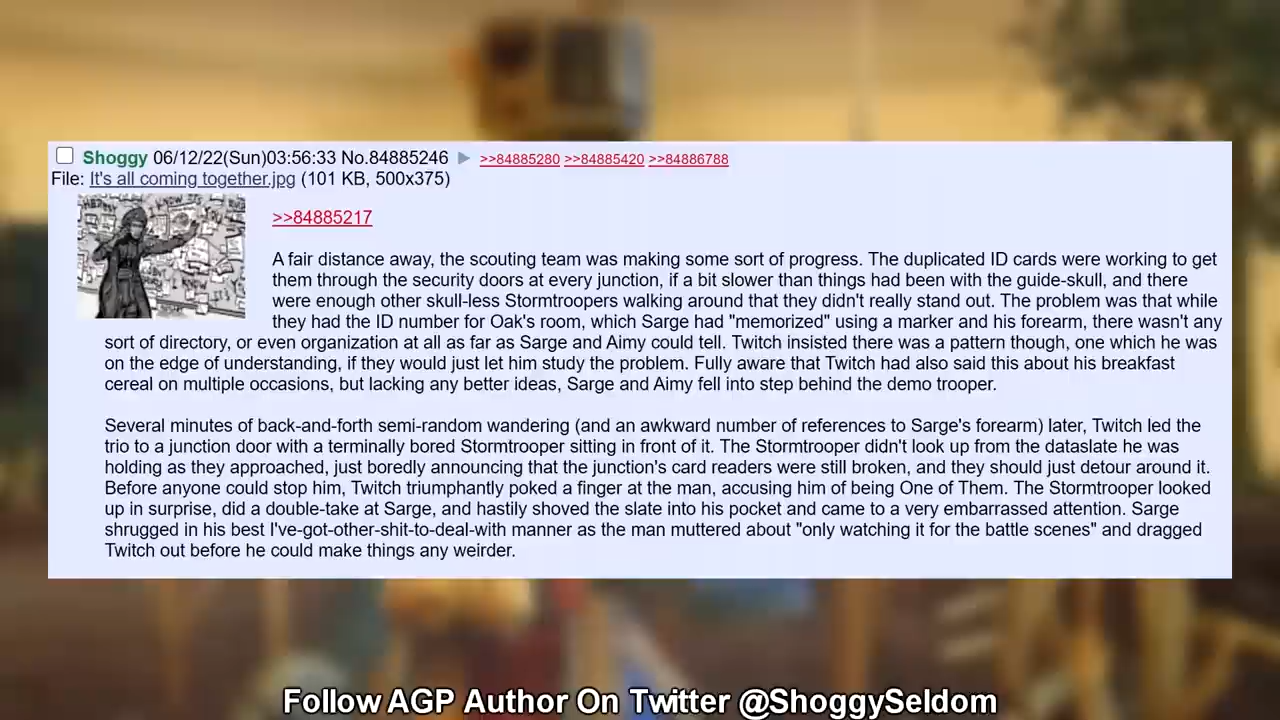 Shoggy 06/12/22(Sun)03:56:33 No.84885246 ▶ >>84885280 >>84885420 >>84886788
File: It's all coming together.jpg (101 KB, 500x375)
>>84885217
A fair distance away, the scouting team was making some sort of progress. The duplicated ID cards were working to get
them through the security doors at every junction, if a bit slower than things had been with the guide-skull, and there
were enough other skull-less Stormtroopers walking around that they didn't really stand out. The problem was that while
they had the ID number for Oak's room, which Sarge had "memorized" using a marker and his forearm, there wasn't any
sort of directory, or even organization at all as far as Sarge and Aimy could tell. Twitch insisted there was a pattern though, one which he was
on the edge of understanding, if they would just let him study the problem. Fully aware that Twitch had also said this about his breakfast
cereal on multiple occasions, but lacking any better ideas, Sarge and Aimy fell into step behind the demo trooper.
Several minutes of back-and-forth semi-random wandering (and an awkward number of references to Sarge's forearm) later, Twitch led the
trio to a junction door with a terminally bored Stormtrooper sitting in front of it. The Stormtrooper didn't look up from the dataslate he was
holding as they approached, just boredly announcing that the junction's card readers were still broken, and they should just detour around it.
Before anyone could stop him, Twitch triumphantly poked a finger at the man, accusing him of being One of Them. The Stormtrooper looked
up in surprise, did a double-take at Sarge, and hastily shoved the slate into his pocket and came to a very embarrassed attention. Sarge
shrugged in his best I've-got-other-shit-to-deal-with manner as the man muttered about "only watching it for the battle scenes" and dragged
Twitch out before he could make things any weirder.
Follow AGP Author On Twitter @ShoggySeldom